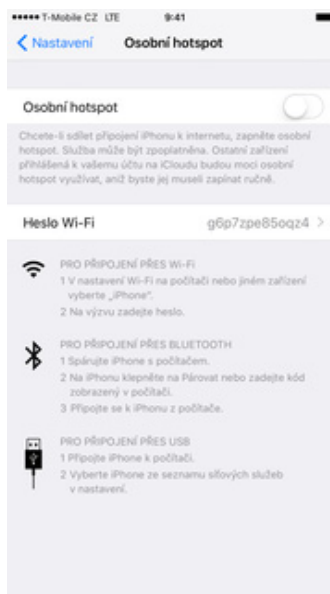 T-Mobile CZ LTE 9:41
Nastavení Osobní hotspot
Osobní hotspot
Chcete-li sdílet připojení iPhonu k internetu, zapněte osobní
hotspot. Služba může být zpoplatněna. Ostatní zařízení
přihlášená k vašemu účtu na iCloudu budou moci osobní
hotspot využívat, aniž byste jej museli zapínat ručně.
Heslo Wi-Fi g6p7zpe85oqz4
PRO PŘIPOJENÍ PŘES Wi-Fi
1 V nastavení Wi-Fi na počítači nebo jiném zařízení
vyberte „iPhone“.
2 Na výzvu zadejte heslo.
PRO PŘIPOJENÍ PŘES BLUETOOTH
1 Spárujte iPhone s počítačem.
2 Na iPhonu klepněte na Párovat nebo zadejte kód
zobrazený v počítači.
3 Připojte se k iPhonu z počítače.
PRO PŘIPOJENÍ PŘES USB
1 Připojte iPhone k počítači.
2 Vyberte iPhone ze seznamu síťových služeb
v nastavení.